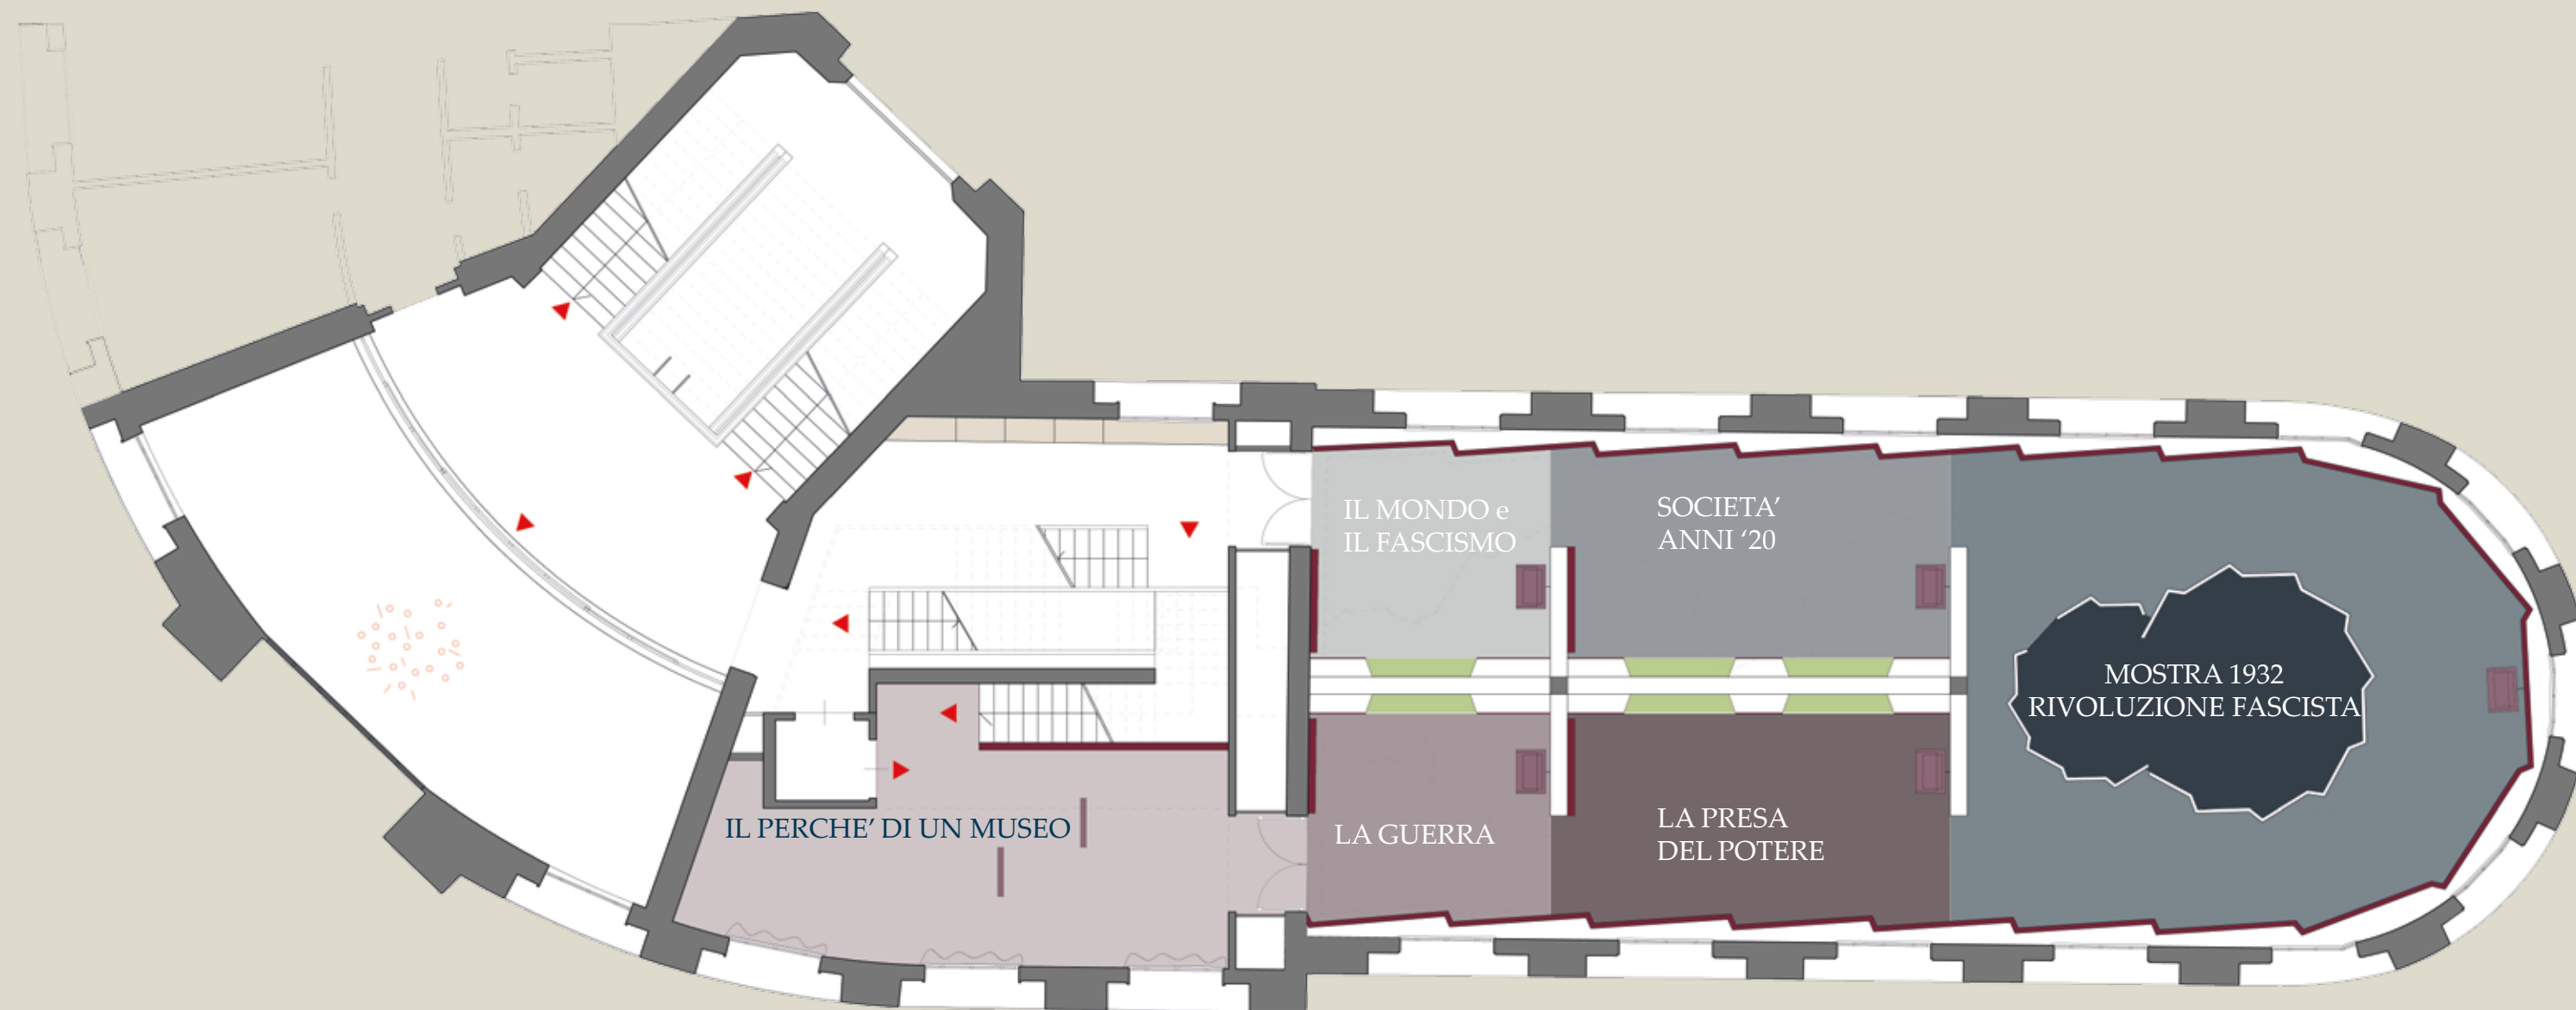 IL MONDO e
IL FASCISMO
SOCIETA’
ANNI ‘20
MOSTRA 1932
RIVOLUZIONE FASCISTA
IL PERCHE’ DI UN MUSEO
LA GUERRA
LA PRESA
DEL POTERE